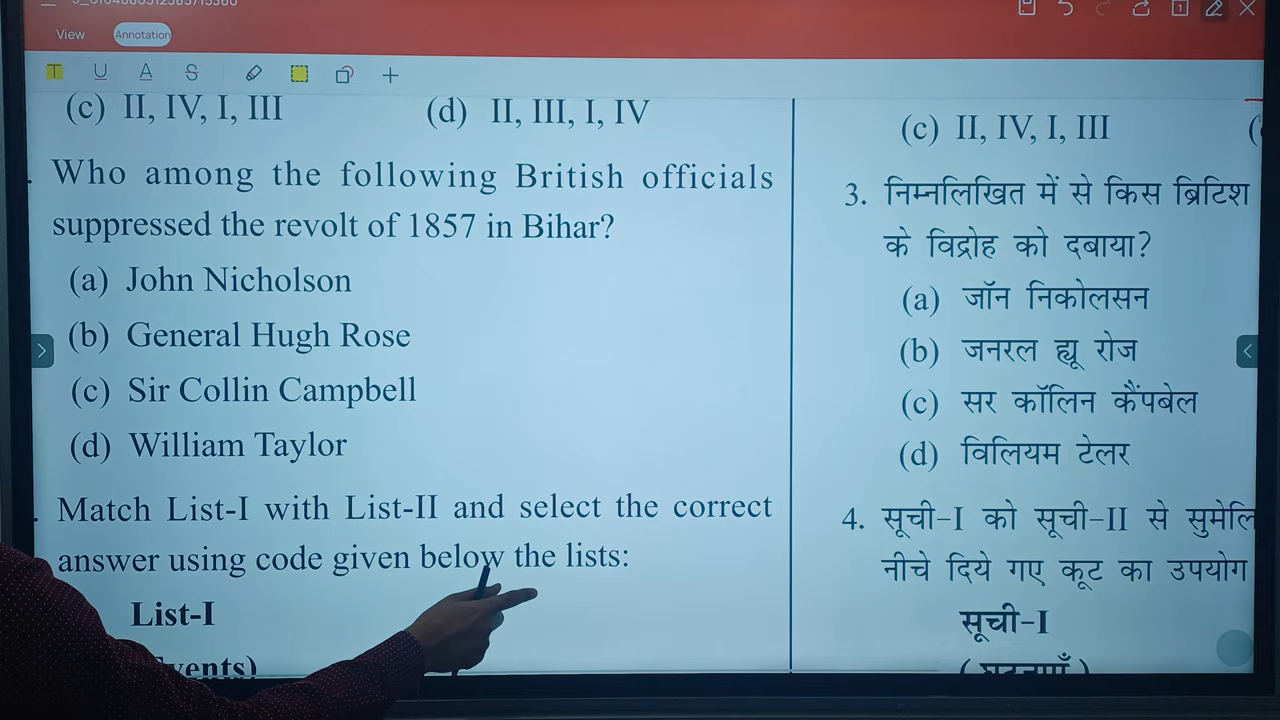 View Annotation
(c) II, IV, I, III (d) II, III, I, IV
Who among the following British officials
suppressed the revolt of 1857 in Bihar?
(a) John Nicholson
(b) General Hugh Rose
(c) Sir Collin Campbell
(d) William Taylor
Match List-I with List-II and select the correct
answer using code given below the lists:
List-I
(c) II, IV, I, III
3. निम्नलिखित में से किस ब्रिटिश
के विद्रोह को दबाया?
(a) जॉन निकोलसन
(b) जनरल ह्यू रोज
(c) सर कॉलिन कैंपबेल
(d) विलियम टेलर
4. सूची-I को सूची-II से सुमेलि
नीचे दिये गए कूट का उपयोग
सूची-I